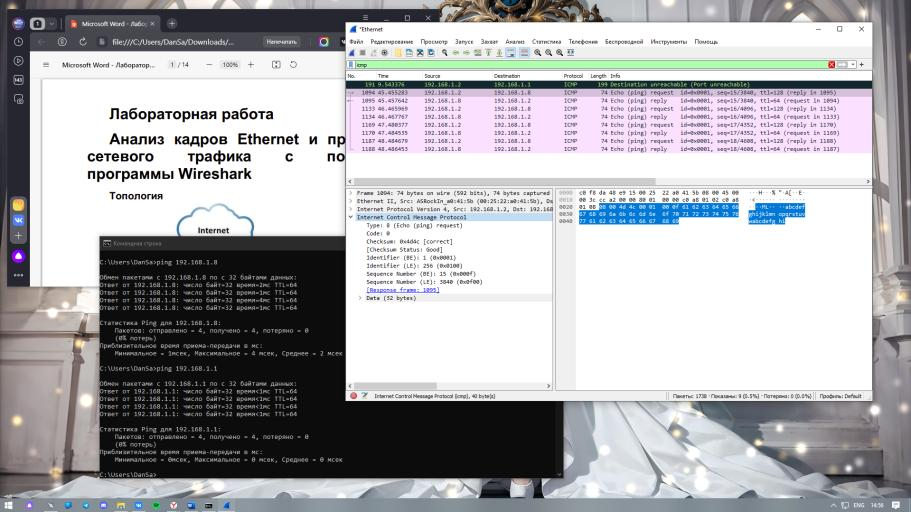 Microsoft Word - Лабор
file:///C:/Users/DanSa/Downloads/...
Напечатать
Microsoft Word - Лаборатор...
1 / 14
100%
Лабораторная работа
Анализ кадров Ethernet и пр
сетевого трафика с по
программы Wireshark
Топология
Internet
*Ethernet
Файл Редактирование Просмотр Запуск Захват Анализ Статистика Телефония Беспроводной Инструменты Помощь
icmp
No. Time Source Destination Protocol Length Info
191 9.543376 192.168.1.2 192.168.1.1 ICMP 199 Destination unreachable (Port unreachable)
1094 45.455283 192.168.1.2 192.168.1.8 ICMP 74 Echo (ping) request id=0x0001, seq=15/3840, ttl=128 (reply in 1095)
1095 45.457642 192.168.1.8 192.168.1.2 ICMP 74 Echo (ping) reply id=0x0001, seq=15/3840, ttl=64 (request in 1094)
1133 46.465969 192.168.1.2 192.168.1.8 ICMP 74 Echo (ping) request id=0x0001, seq=16/4096, ttl=128 (reply in 1134)
1134 46.467767 192.168.1.8 192.168.1.2 ICMP 74 Echo (ping) reply id=0x0001, seq=16/4096, ttl=64 (request in 1133)
1169 47.480377 192.168.1.2 192.168.1.8 ICMP 74 Echo (ping) request id=0x0001, seq=17/4352, ttl=128 (reply in 1170)
1170 47.484535 192.168.1.8 192.168.1.2 ICMP 74 Echo (ping) reply id=0x0001, seq=17/4352, ttl=64 (request in 1169)
1187 48.484679 192.168.1.2 192.168.1.8 ICMP 74 Echo (ping) request id=0x0001, seq=18/4608, ttl=128 (reply in 1188)
1188 48.486453 192.168.1.8 192.168.1.2 ICMP 74 Echo (ping) reply id=0x0001, seq=18/4608, ttl=64 (request in 1187)
Frame 1094: 74 bytes on wire (592 bits), 74 bytes captured
Ethernet II, Src: ASRockIn_a0:41:5b (00:25:22:a0:41:5b), Ds
Internet Protocol Version 4, Src: 192.168.1.2, Dst: 192.168
Internet Control Message Protocol
Type: 8 (Echo (ping) request)
Code: 0
Checksum: 0x4d4c [correct]
[Checksum Status: Good]
Identifier (BE): 1 (0x0001)
Identifier (LE): 256 (0x0100)
Sequence Number (BE): 15 (0x000f)
Sequence Number (LE): 3840 (0x0f00)
[Response frame: 1095]
Data (32 bytes)
0000 c0 f8 da 48 e9 15 00 25 22 a0 41 5b 08 00 45 00
0010 00 3c cc a2 00 00 80 01 00 00 c0 a8 01 02 c0 a8
0020 01 08 08 00 4d 4c 00 01 00 0f 61 62 63 64 65 66
0030 67 68 69 6a 6b 6c 6d 6e 6f 70 71 72 73 74 75 76
0040 77 61 62 63 64 65 66 67 68 69
ghijklmn opqrstuv
wabcdefg hi
Internet Control Message Protocol (icmp), 40 byte(s)
Пакеты: 1738 · Показаны: 9 (0.5%) · Потеряно: 0 (0.0%)
Профиль: Default
Командная строка
C:\Users\DanSa>ping 192.168.1.8
Обмен пакетами с 192.168.1.8 по с 32 байтами данных:
Ответ от 192.168.1.8: число байт=32 время=2мс TTL=64
Ответ от 192.168.1.8: число байт=32 время=1мс TTL=64
Ответ от 192.168.1.8: число байт=32 время=4мс TTL=64
Ответ от 192.168.1.8: число байт=32 время=1мс TTL=64
Статистика Ping для 192.168.1.8:
Пакетов: отправлено = 4, получено = 4, потеряно = 0
(0% потерь)
Приблизительное время приема-передачи в мс:
Минимальное = 1мсек, Максимальное = 4 мсек, Среднее = 2 мсек
C:\Users\DanSa>ping 192.168.1.1
Обмен пакетами с 192.168.1.1 по с 32 байтами данных:
Ответ от 192.168.1.1: число байт=32 время<1мс TTL=64
Ответ от 192.168.1.1: число байт=32 время<1мс TTL=64
Ответ от 192.168.1.1: число байт=32 время<1мс TTL=64
Ответ от 192.168.1.1: число байт=32 время<1мс TTL=64
Статистика Ping для 192.168.1.1:
Пакетов: отправлено = 4, получено = 4, потеряно = 0
(0% потерь)
Приблизительное время приема-передачи в мс:
Минимальное = 0мсек, Максимальное = 0 мсек, Среднее = 0 мсек
C:\Users\DanSa>
ENG 14:56